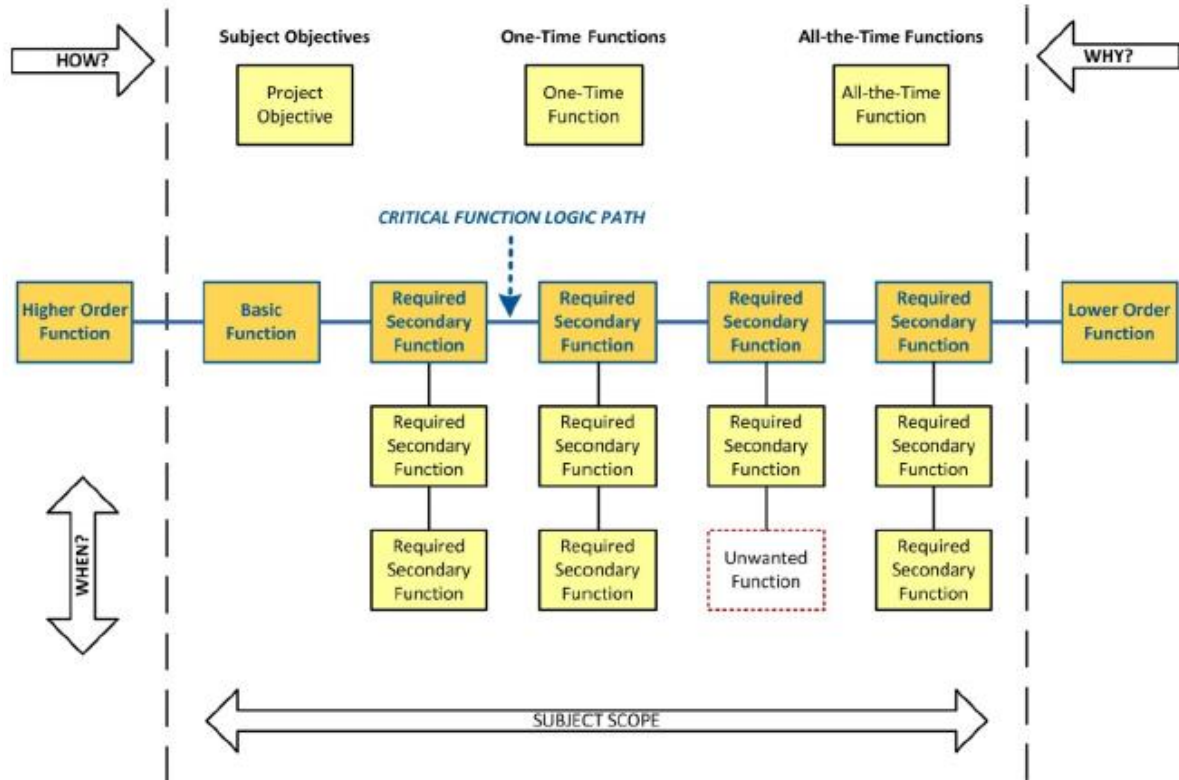 HOW?
Subject Objectives
One-Time Functions
All-the-Time Functions
WHY?
Project
Objective
One-Time
Function
All-the-Time
Function
CRITICAL FUNCTION LOGIC PATH
Higher Order
Function
Basic
Function
Required
Secondary
Function
Required
Secondary
Function
Required
Secondary
Function
Required
Secondary
Function
Lower Order
Function
Required
Secondary
Function
Required
Secondary
Function
Required
Secondary
Function
Required
Secondary
Function
WHEN?
Required
Secondary
Function
Required
Secondary
Function
Unwanted
Function
Required
Secondary
Function
SUBJECT SCOPE